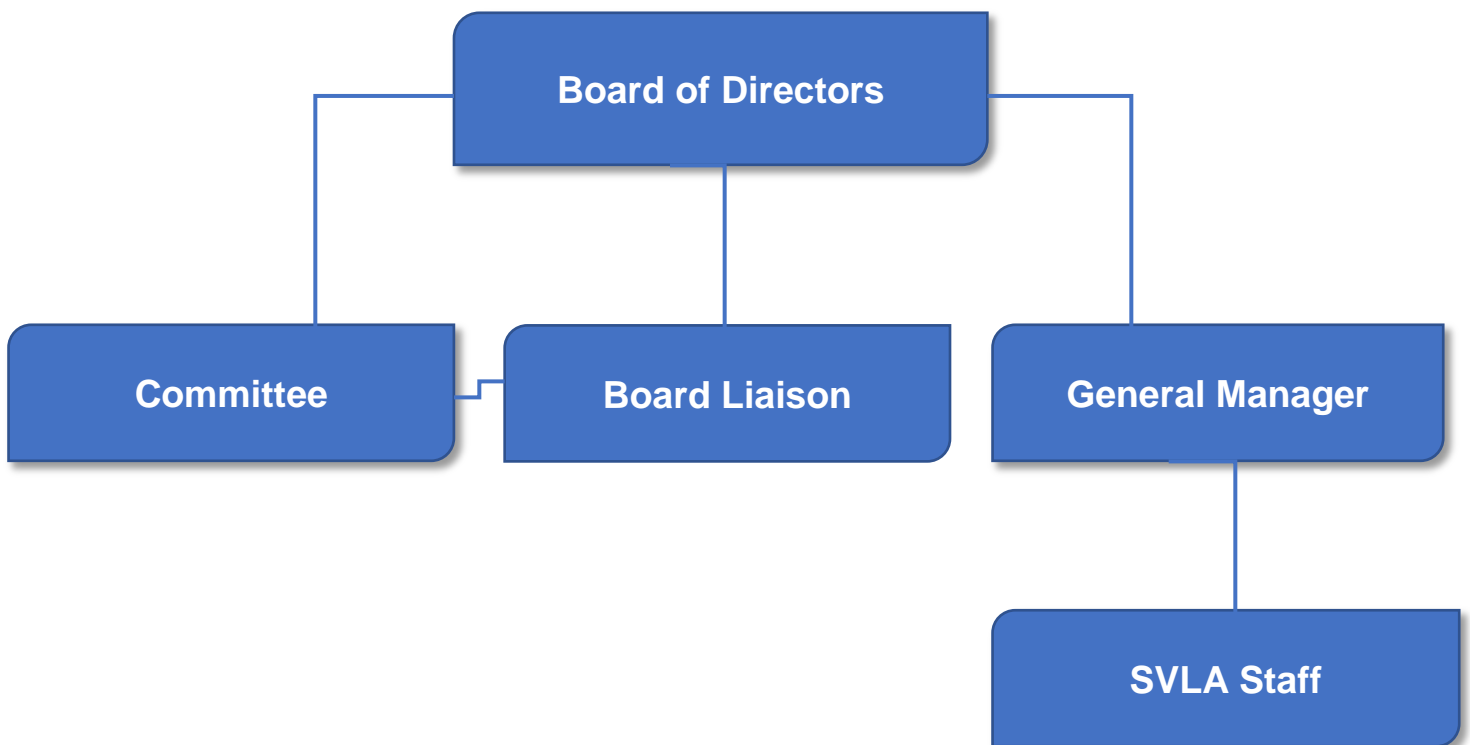 Board of Directors
Committee
Board Liaison
General Manager
SVLA Staff